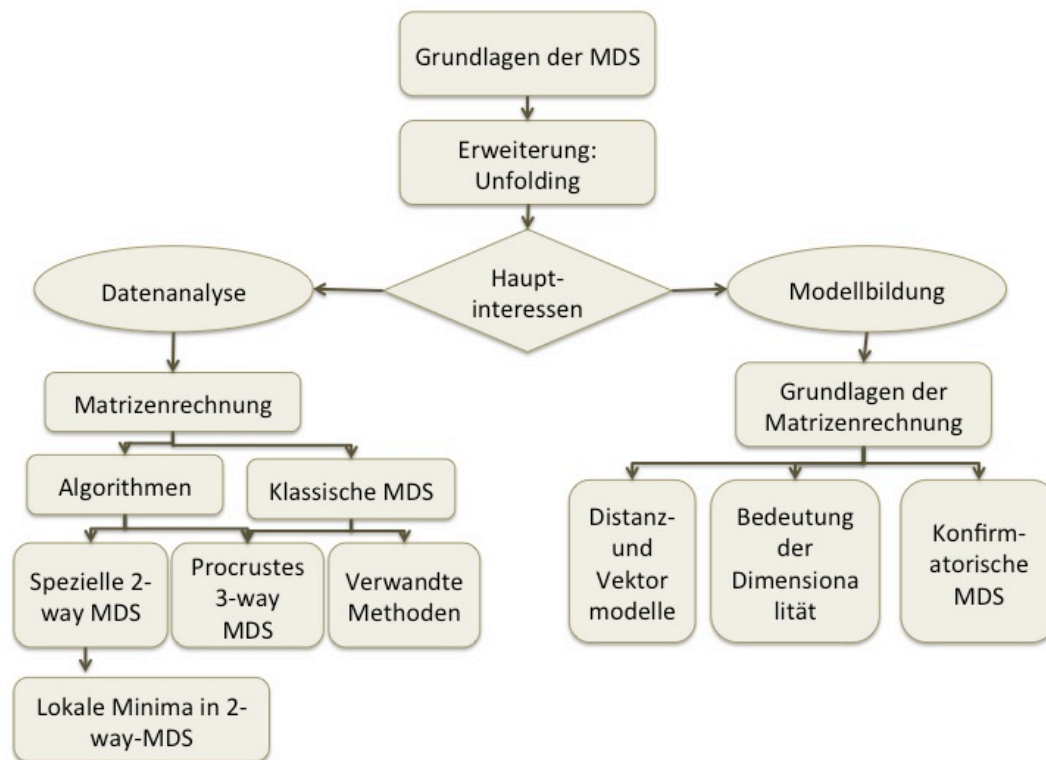 Grundlagen der MDS
Erweiterung:
Unfolding
Haupt-
interessen
Datenanalyse
Modellbildung
Matrizenrechnung
Grundlagen der
Matrizenrechnung
Algorithmen
Klassische MDS
Spezielle 2-
way MDS
Procrustes
3-way
MDS
Verwandte
Methoden
Distanz-
und
Vektor
modelle
Bedeutung
der
Dimensiona
lität
Konfirm-
atorische
MDS
Lokale Minima in 2-
way-MDS